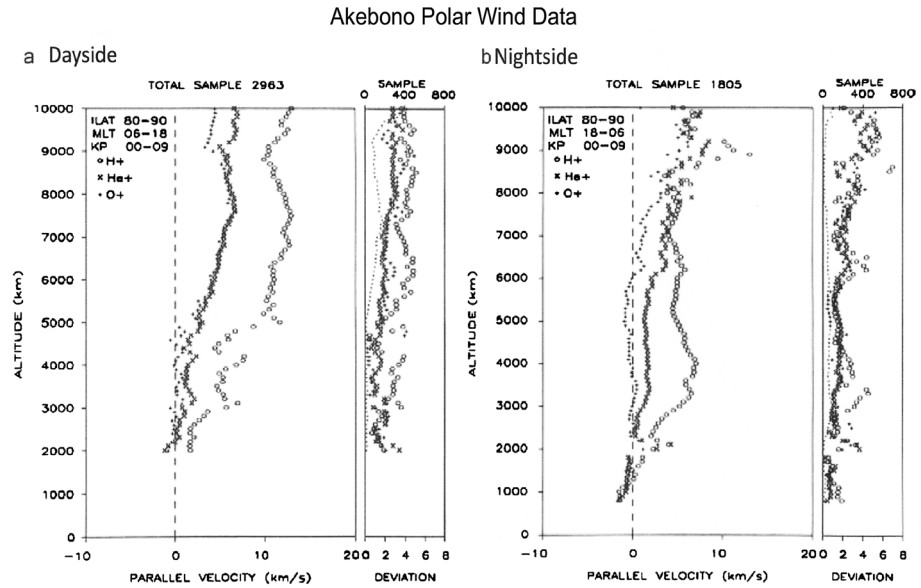 Akebono Polar Wind Data
a Dayside
TOTAL SAMPLE 2963
SAMPLE
0 400 800
10000
9000
8000
7000
6000
5000
4000
3000
2000
1000
0
ALTITUDE (km)
ILAT 80-90
MLT 06-18
KP 00-09
H+
He+
O+
-10 0 10 20
PARALLEL VELOCITY (km/s)
0 2 4 6 8
DEVIATION
b Nightside
TOTAL SAMPLE 1805
SAMPLE
0 400 800
10000
9000
8000
7000
6000
5000
4000
3000
2000
1000
0
ALTITUDE (km)
ILAT 80-90
MLT 18-06
KP 00-09
H+
He+
O+
-10 0 10 20
PARALLEL VELOCITY (km/s)
0 2 4 6 8
DEVIATION